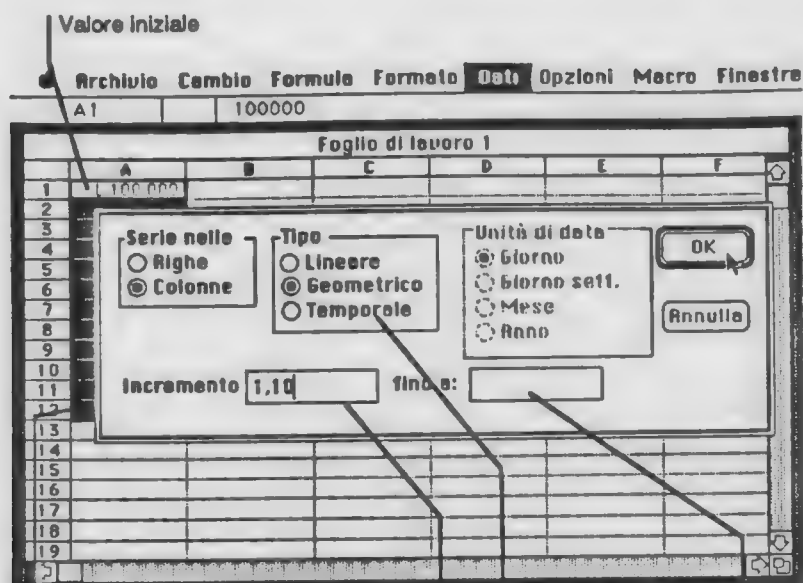 Valore iniziale
Archivio Cambio Formula Formato Dati Opzioni Macro Finestra
A1 100000
Foglio di lavoro 1
A B C D E F
1 100.000
2
3
4
5
6
7
8
9
10
11
12
13
14
15
16
17
18
19
Serie nelle
Righe
Colonne
Tipo
Lineare
Geometrico
Temporale
Unità di data
Giorno
Giorno sett.
Mese
Anno
OK
Annulla
Incremento 1,10
fino a: